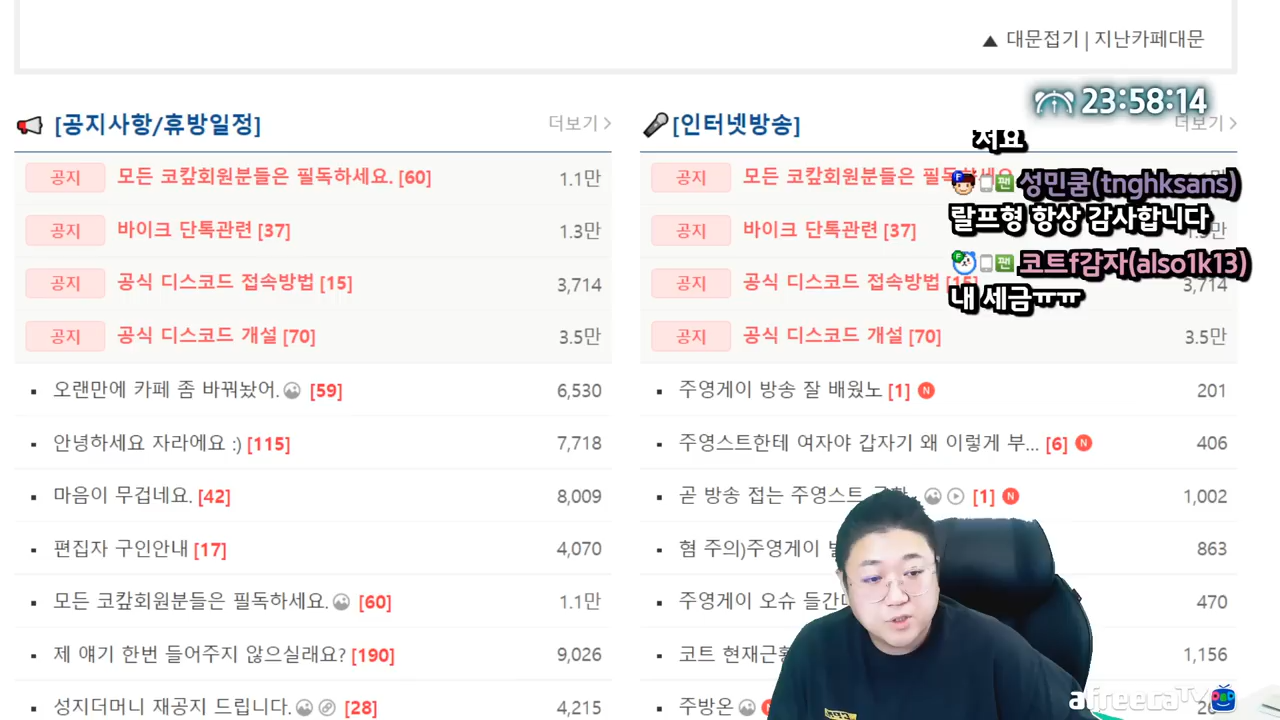 ▲ 대문접기 | 지난카페대문
23:58:14
[공지사항/휴방일정] 더보기 >
공지 모든 코캎회원분들은 필독하세요. [60] 1.1만
공지 바이크 단톡관련 [37] 1.3만
공지 공식 디스코드 접속방법 [15] 3,714
공지 공식 디스코드 개설 [70] 3.5만
오랜만에 카페 좀 바꿔놨어. [59] 6,530
안녕하세요 자라에요 :) [115] 7,718
마음이 무겁네요. [42] 8,009
편집자 구인안내 [17] 4,070
모든 코캎회원분들은 필독하세요. [60] 1.1만
제 얘기 한번 들어주지 않으실래요? [190] 9,026
성지더머니 재공지 드립니다. [28] 4,215
[인터넷방송] 더보기 >
공지 모든 코캎회원분들은
공지 바이크 단톡관련 [37]
공지 공식 디스코드 접속방법 [15] 3,714
공지 공식 디스코드 개설 [70] 3.5만
주영게이 방송 잘 배웠노 [1] N 201
주영스트한테 여자야 갑자기 왜 이렇게 부... [6] N 406
곧 방송 접는 주영스트 [1] N 1,002
혐 주의)주영게이 863
주영게이 오슈 470
코트 1,156
주방온
저요
성민쿰(tnghksans)
랄프형 항상 감사합니다
코트f감자(also1k13)
내 세금ㅠㅠ
afreecaTV